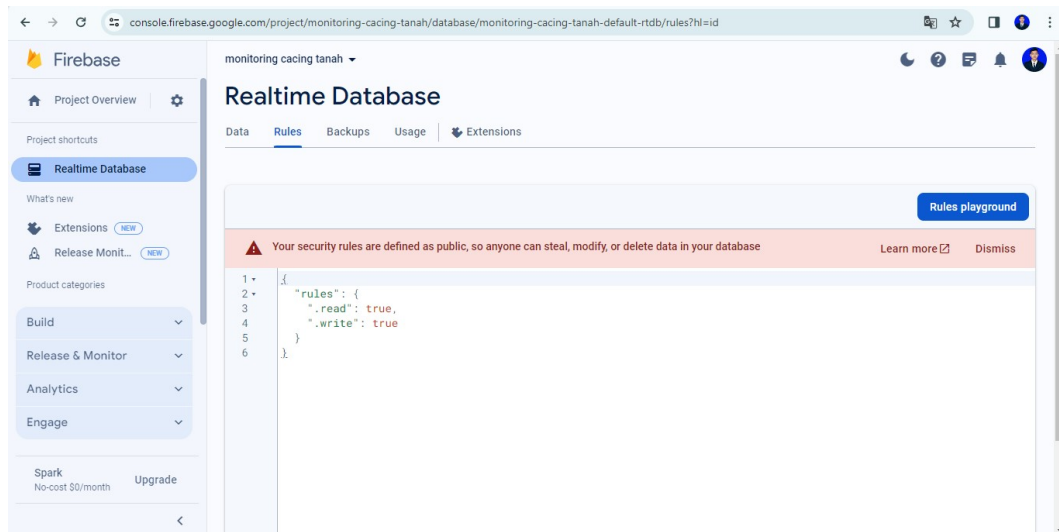 console.firebase.google.com/project/monitoring-cacing-tanah/database/monitoring-cacing-tanah-default-rtdb/rules?hl=id
Firebase
monitoring cacing tanah
Project Overview
Realtime Database
Data Rules Backups Usage Extensions
Project shortcuts
Realtime Database
What's new
Extensions NEW
Release Monit... NEW
Product categories
Build
Release & Monitor
Analytics
Engage
Spark
No-cost $0/month
Upgrade
Rules playground
Your security rules are defined as public, so anyone can steal, modify, or delete data in your database
Learn more Dismiss
1 {
2 "rules": {
3 ".read": true,
4 ".write": true
5 }
6 }